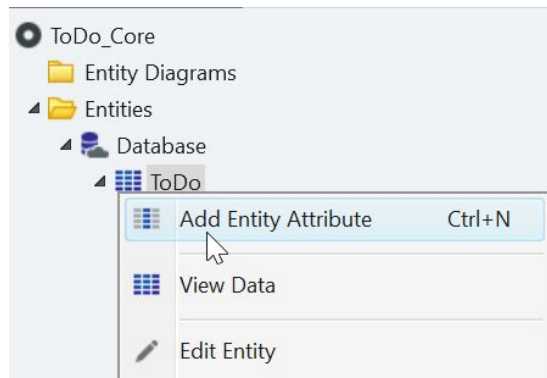 ToDo_Core
Entity Diagrams
Entities
Database
ToDo
Add Entity Attribute Ctrl+N
View Data
Edit Entity